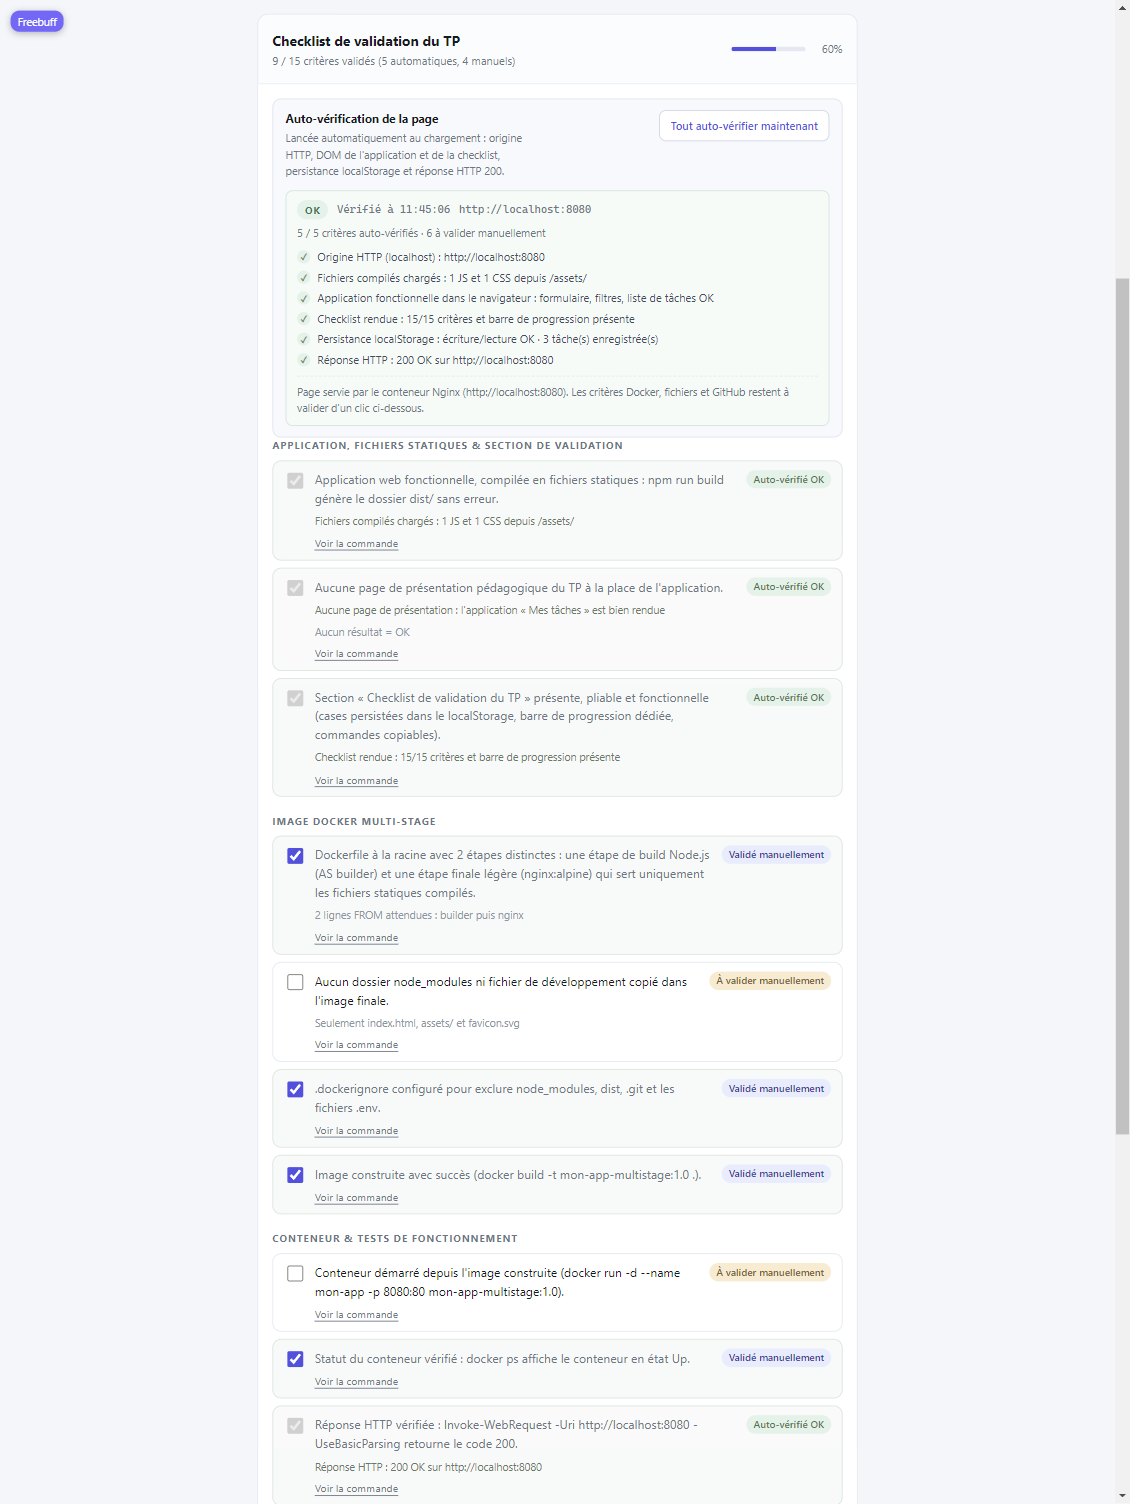 Freebuff
Checklist de validation du TP
9 / 15 critères validés (5 automatiques, 4 manuels)
60%
Auto-vérification de la page
Tout auto-vérifier maintenant
Lancée automatiquement au chargement : origine
HTTP, DOM de l'application et de la checklist,
persistance localStorage et réponse HTTP 200.
OK Vérifié à 11:45:06 http://localhost:8080
5 / 5 critères auto-vérifiés · 6 à valider manuellement
✓ Origine HTTP (localhost) : http://localhost:8080
✓ Fichiers compilés chargés : 1 JS et 1 CSS depuis /assets/
✓ Application fonctionnelle dans le navigateur : formulaire, filtres, liste de tâches OK
✓ Checklist rendue : 15/15 critères et barre de progression présente
✓ Persistance localStorage : écriture/lecture OK · 3 tâche(s) enregistrée(s)
✓ Réponse HTTP : 200 OK sur http://localhost:8080
Page servie par le conteneur Nginx (http://localhost:8080). Les critères Docker, fichiers et GitHub restent à
valider d'un clic ci-dessous.
APPLICATION, FICHIERS STATIQUES & SECTION DE VALIDATION
Application web fonctionnelle, compilée en fichiers statiques : npm run build
génère le dossier dist/ sans erreur.
Auto-vérifié OK
Fichiers compilés chargés : 1 JS et 1 CSS depuis /assets/
Voir la commande
Aucune page de présentation pédagogique du TP à la place de l'application.
Auto-vérifié OK
Aucune page de présentation : l'application « Mes tâches » est bien rendue
Aucun résultat = OK
Voir la commande
Section « Checklist de validation du TP » présente, pliable et fonctionnelle
(cases persistées dans le localStorage, barre de progression dédiée,
commandes copiables).
Auto-vérifié OK
Checklist rendue : 15/15 critères et barre de progression présente
Voir la commande
IMAGE DOCKER MULTI-STAGE
Dockerfile à la racine avec 2 étapes distinctes : une étape de build Node.js
(AS builder) et une étape finale légère (nginx:alpine) qui sert uniquement
les fichiers statiques compilés.
Validé manuellement
2 lignes FROM attendues : builder puis nginx
Voir la commande
Aucun dossier node_modules ni fichier de développement copié dans
l'image finale.
À valider manuellement
Seulement index.html, assets/ et favicon.svg
Voir la commande
.dockerignore configuré pour exclure node_modules, dist, .git et les
fichiers .env.
Validé manuellement
Voir la commande
Image construite avec succès (docker build -t mon-app-multistage:1.0 .).
Validé manuellement
Voir la commande
CONTENEUR & TESTS DE FONCTIONNEMENT
Conteneur démarré depuis l'image construite (docker run -d --name
mon-app -p 8080:80 mon-app-multistage:1.0).
À valider manuellement
Voir la commande
Statut du conteneur vérifié : docker ps affiche le conteneur en état Up.
Validé manuellement
Voir la commande
Réponse HTTP vérifiée : Invoke-WebRequest -Uri http://localhost:8080 -
UseBasicParsing retourne le code 200.
Auto-vérifié OK
Réponse HTTP : 200 OK sur http://localhost:8080
Voir la commande